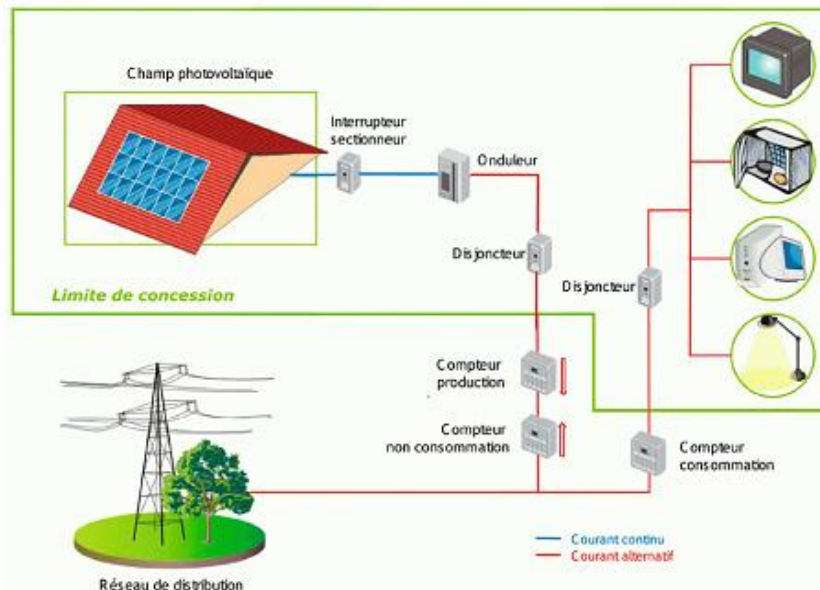 Champ photovoltaïque
Interrupteur
sectionneur
Onduleur
Disjoncteur
Disjoncteur
Limite de concession
Compteur
production
Compteur
non consommation
Compteur
consommation
Courant continu
Courant alternatif
Réseau de distribution